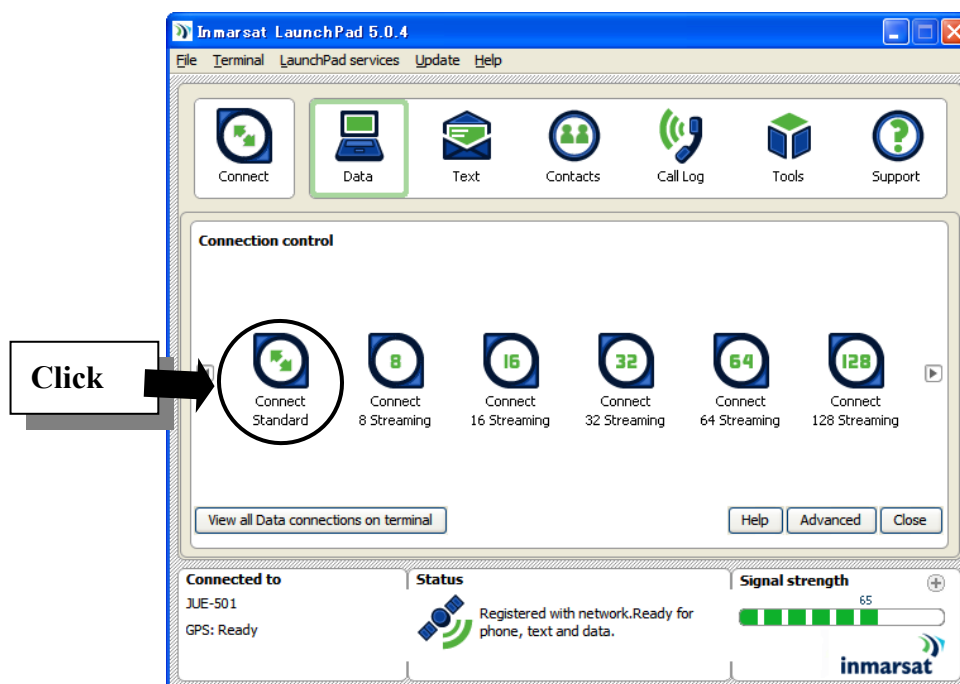 Inmarsat LaunchPad 5.0.4
File Terminal LaunchPad services Update Help
Connect Data Text Contacts Call Log Tools Support
Connection control
Click
8 16 32 64 128
Connect Connect Connect Connect Connect Connect
Standard 8 Streaming 16 Streaming 32 Streaming 64 Streaming 128 Streaming
View all Data connections on terminal Help Advanced Close
Connected to
JUE-501
GPS: Ready
Status
Registered with network.Ready for
phone, text and data.
Signal strength
65
inmarsat